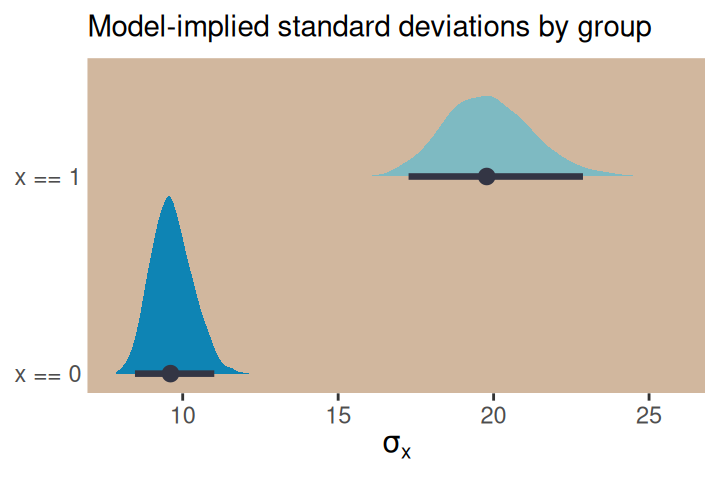 Model-implied standard deviations by group
x == 1
x == 0
10 15 20 25
σx